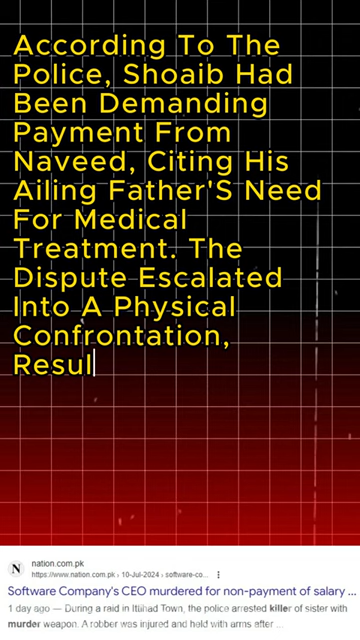 According To The
Police, Shoaib Had
Been Demanding
Payment From
Naveed, Citing His
Ailing Father'S Need
For Medical
Treatment. The
Dispute Escalated
Into A Physical
Confrontation,
Resul
N nation.com.pk
https://www.nation.com.pk › 10-Jul-2024 › software-co...
Software Company's CEO murdered for non-payment of salary ...
1 day ago — During a raid in Ittihad Town, the police arrested killer of sister with
murder weapon. A robber was injured and held with arms after ...